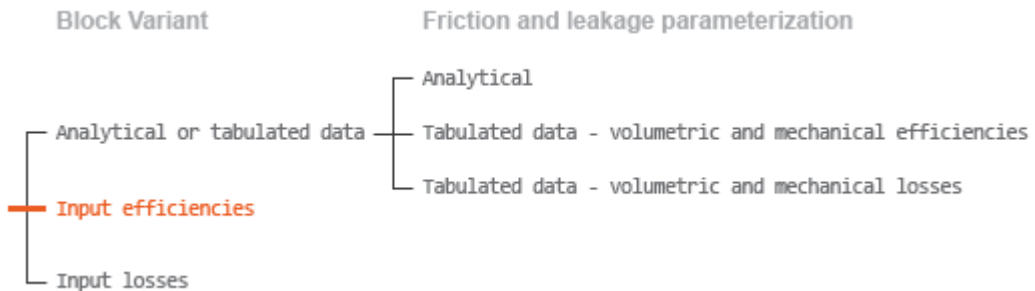 Block Variant
Friction and leakage parameterization
Analytical
Analytical or tabulated data
Tabulated data - volumetric and mechanical efficiencies
Tabulated data - volumetric and mechanical losses
Input efficiencies
Input losses